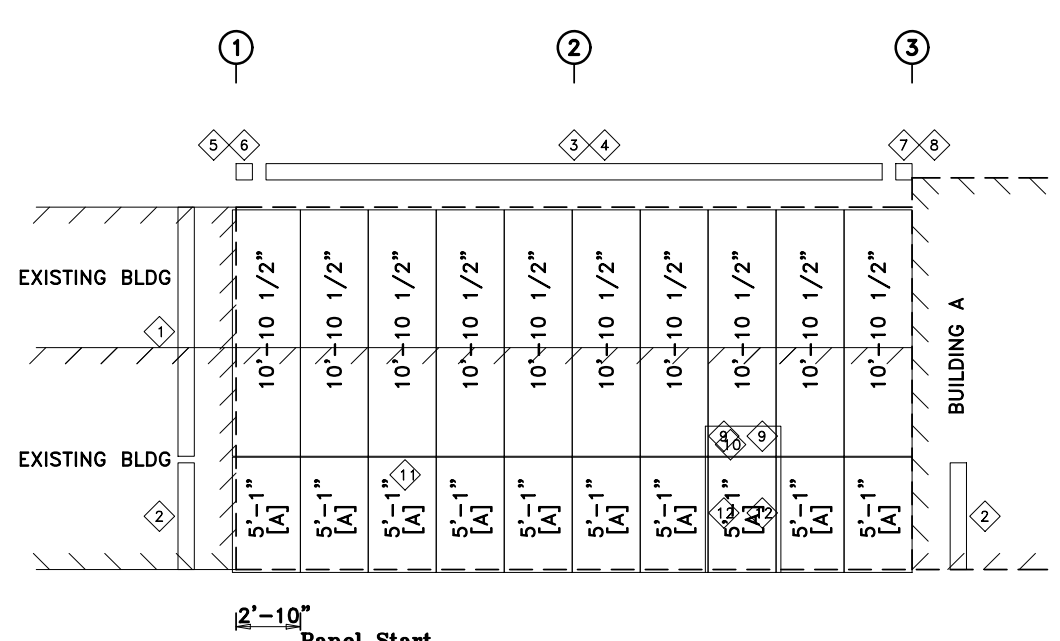 1 2 3
5 6 3 4 7 8
EXISTING BLDG
10'-10 1/2" 10'-10 1/2" 10'-10 1/2" 10'-10 1/2" 10'-10 1/2" 10'-10 1/2" 10'-10 1/2" 10'-10 1/2" 10'-10 1/2" 10'-10 1/2"
1
BUILDING A
9 9
10
EXISTING BLDG
11
5'-1" 5'-1" 5'-1" 5'-1" 5'-1" 5'-1" 5'-1" 5'-1" 5'-1" 5'-1"
[A] [A] [A] [A] [A] [A] [A] [A] [A] [A]
2 12 12 2
2'-10"
Panel Start